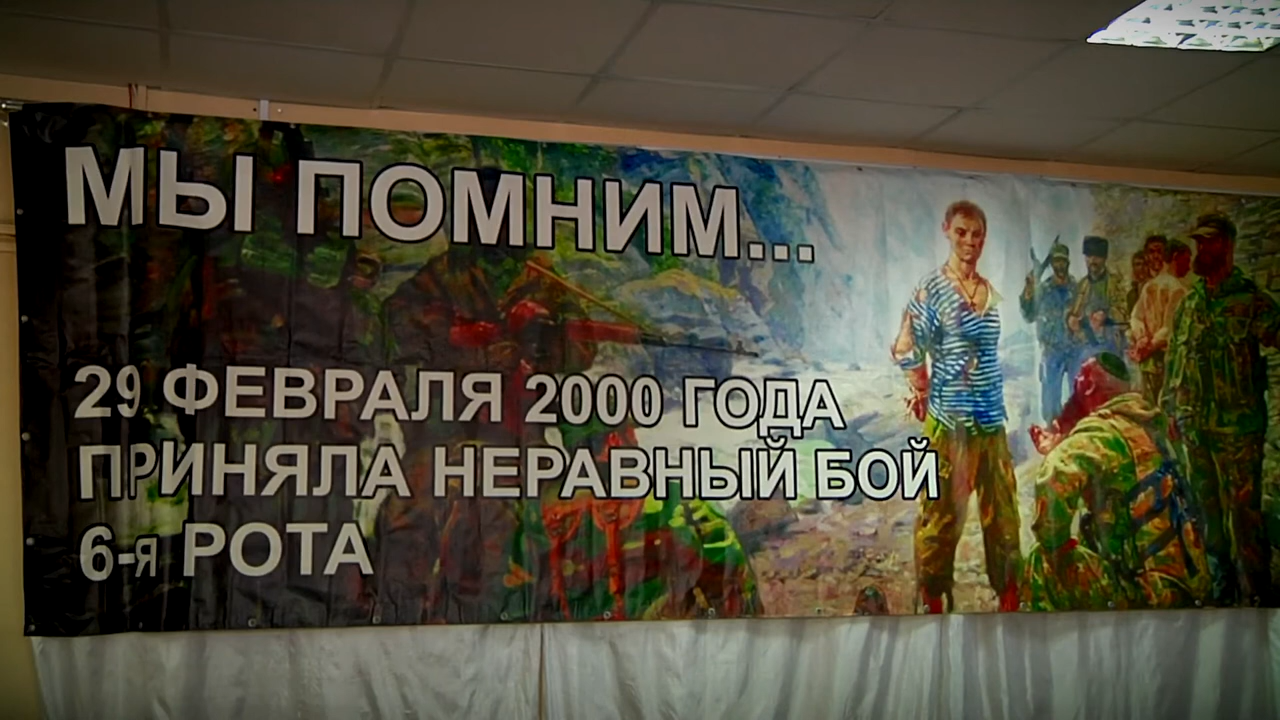 МЫ ПОМНИМ...
29 ФЕВРАЛЯ 2000 ГОДА
ПРИНЯЛА НЕРАВНЫЙ БОЙ
6-я РОТА